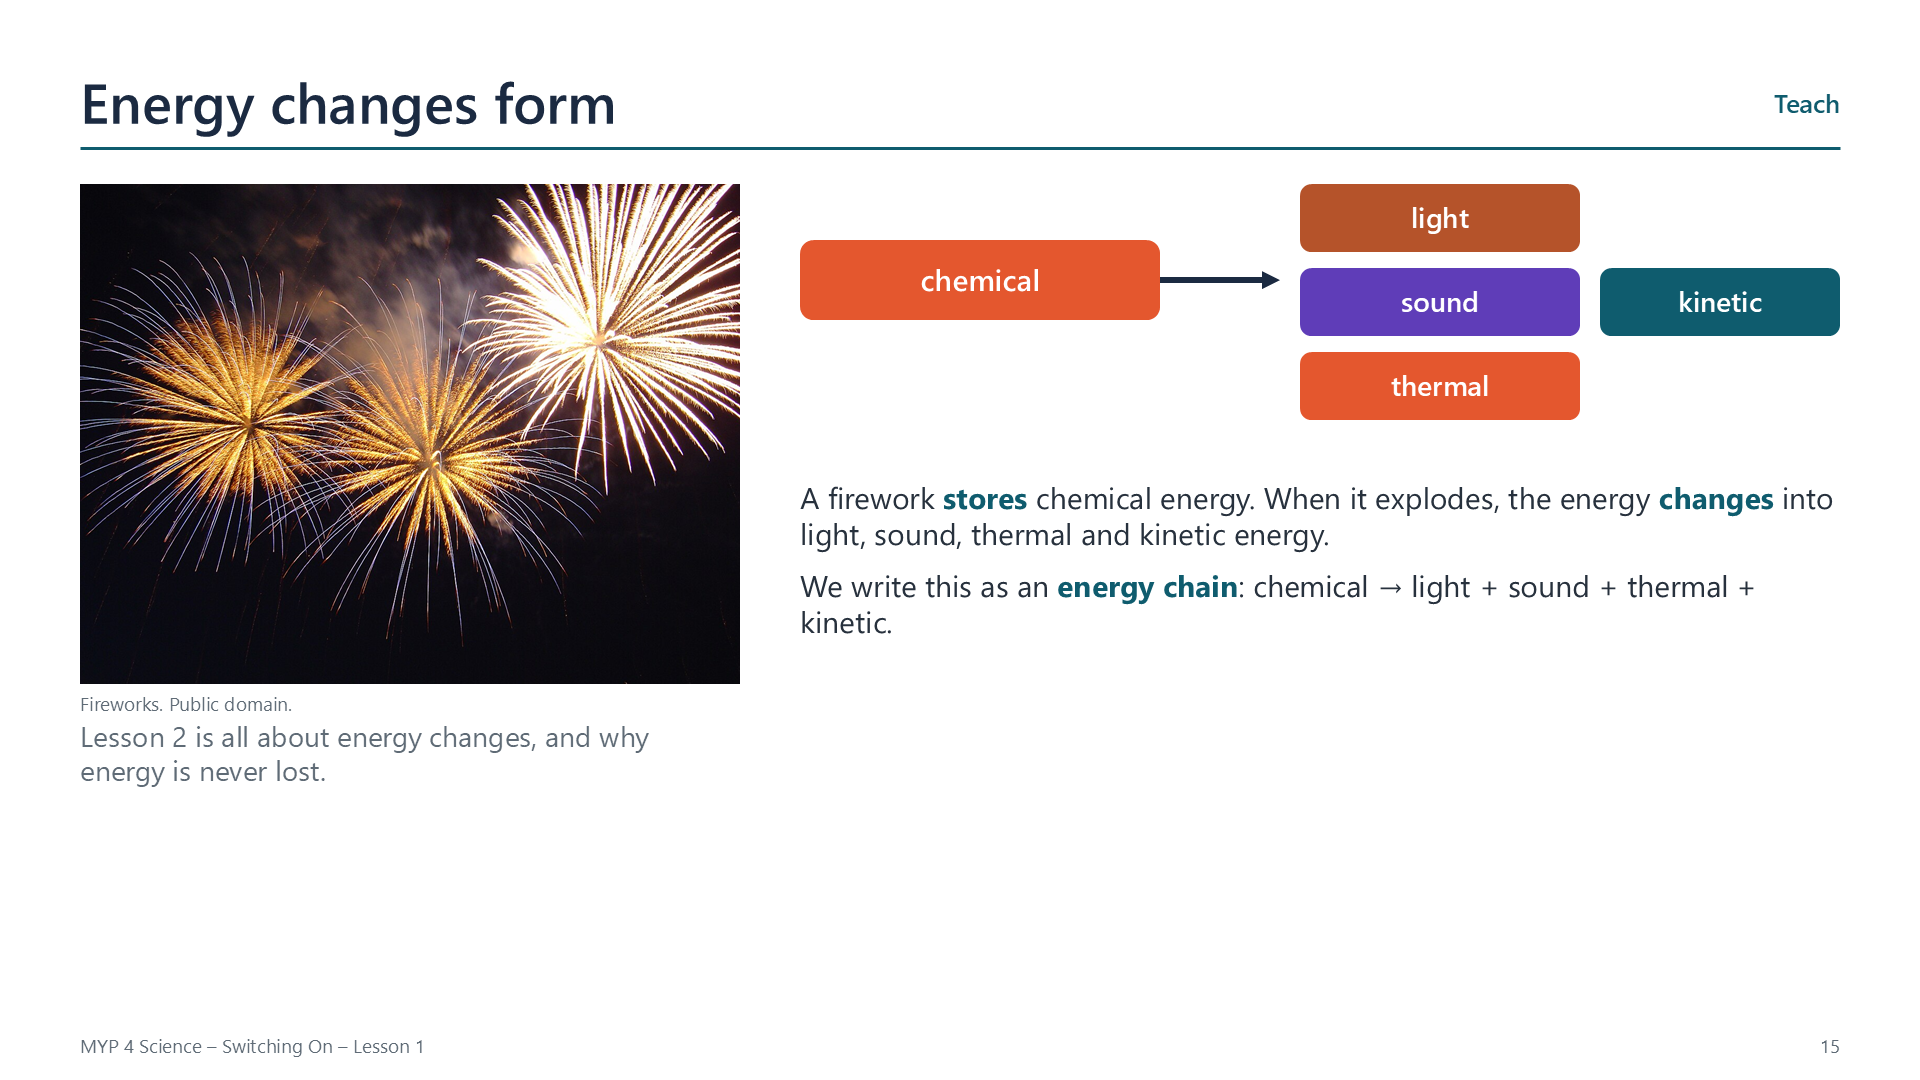 Energy changes form
Teach
chemical
light
sound
kinetic
thermal
A firework stores chemical energy. When it explodes, the energy changes into
light, sound, thermal and kinetic energy.
We write this as an energy chain: chemical → light + sound + thermal +
kinetic.
Fireworks. Public domain.
Lesson 2 is all about energy changes, and why
energy is never lost.
MYP 4 Science – Switching On – Lesson 1
15